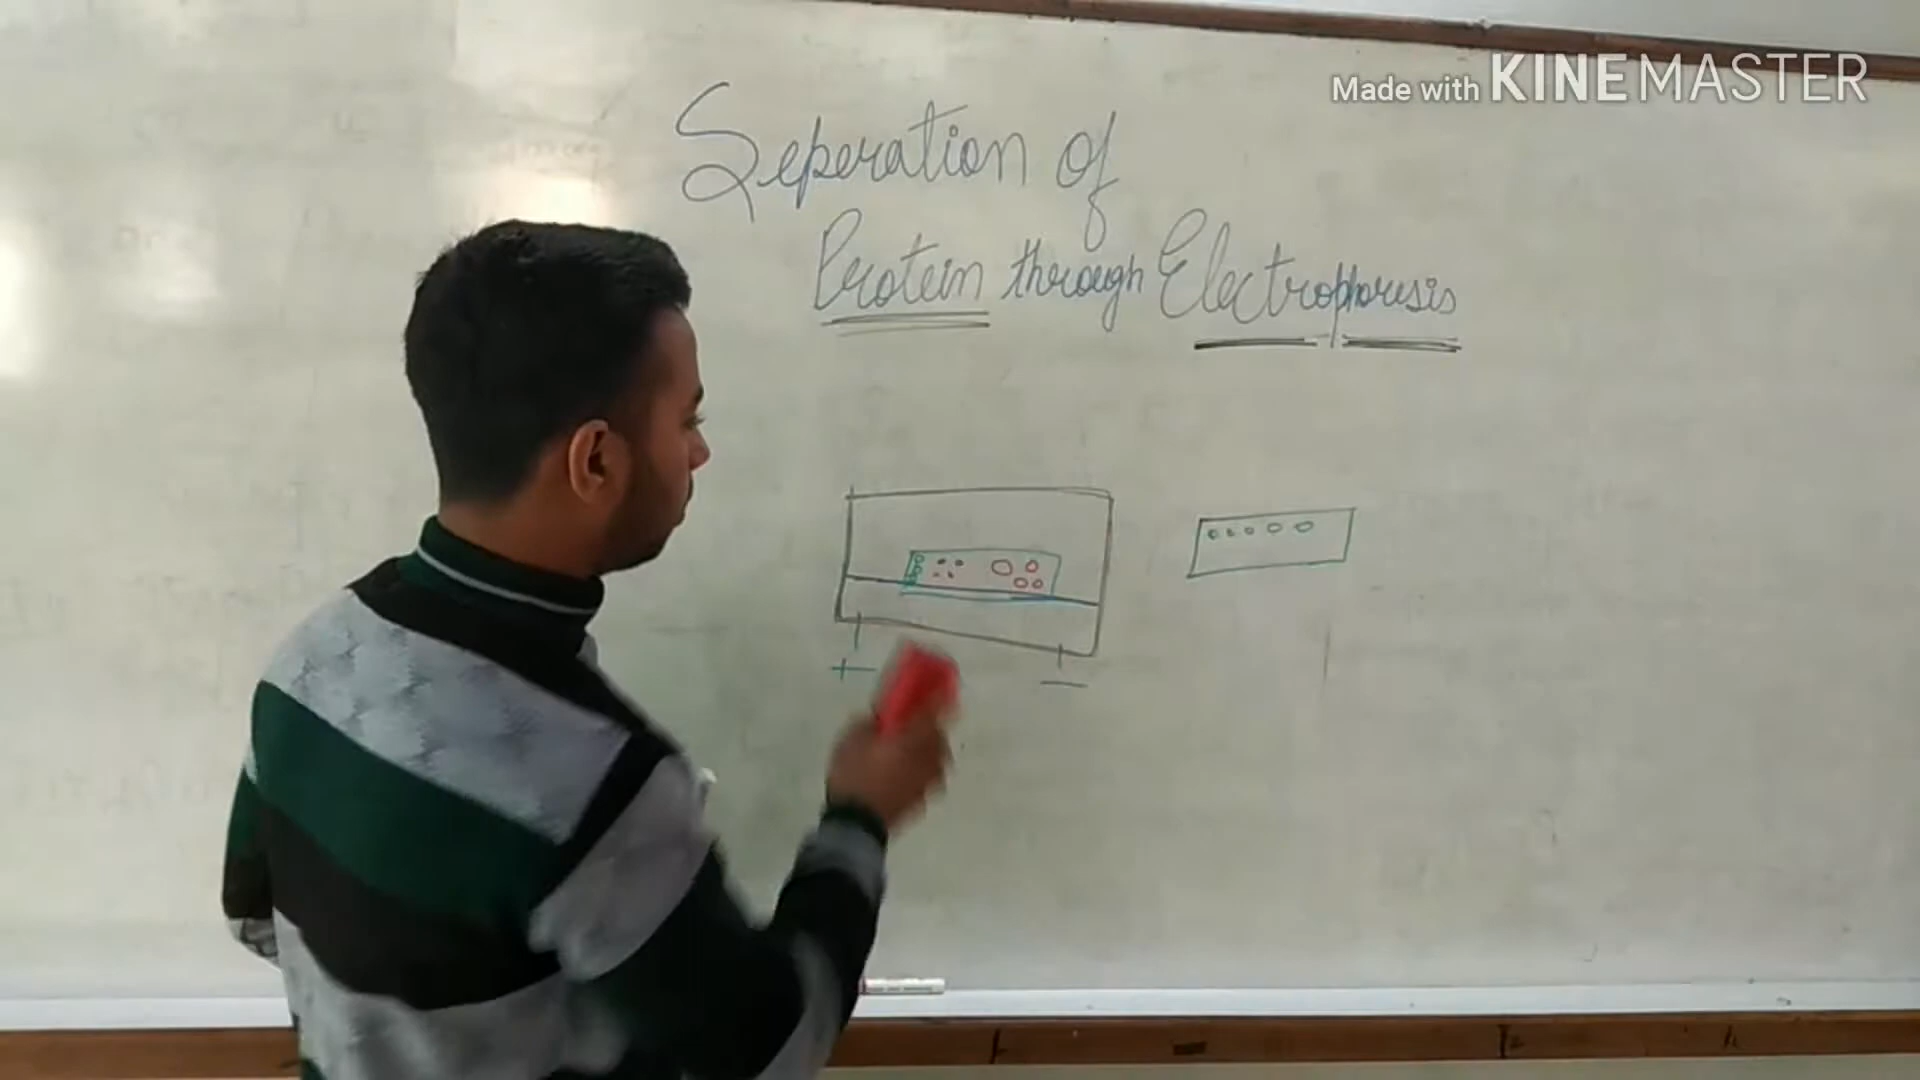 Made with KINEMASTER
Seperation of
Protein through Electrophoresis
+ –